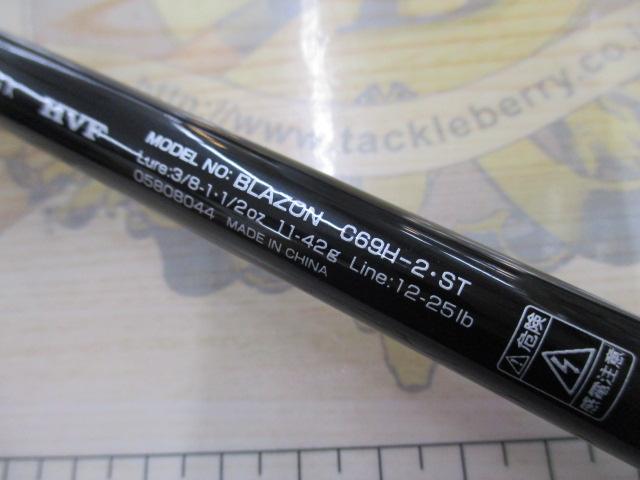 HVF
MODEL NO: BLAZON C69H-2・ST
Lure:3/8-1・1/2oz 11-42g Line:12-25lb
05808044 MADE IN CHINA
危険
感電注意
http://www.tackleberry.co.j